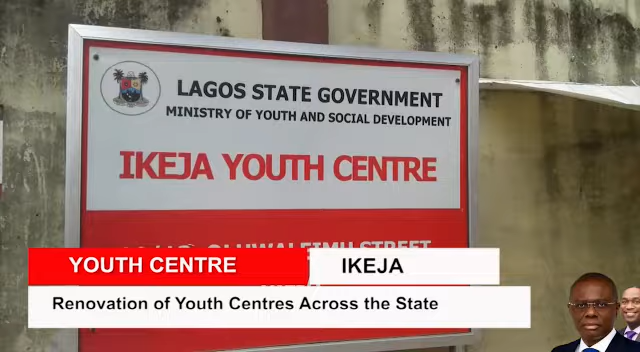 LAGOS STATE GOVERNMENT
MINISTRY OF YOUTH AND SOCIAL DEVELOPMENT
IKEJA YOUTH CENTRE
STREET
YOUTH CENTRE
IKEJA
Renovation of Youth Centres Across the State